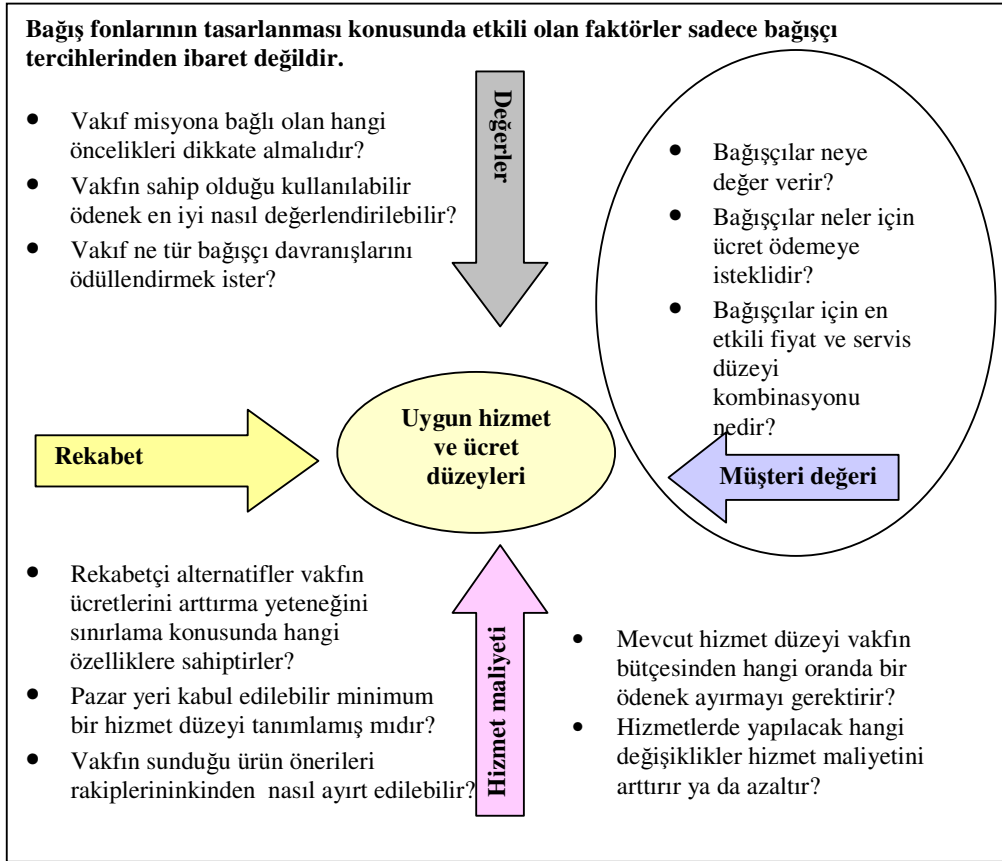 Bağış fonlarının tasarlanması konusunda etkili olan faktörler sadece bağışçı
tercihlerinden ibaret değildir.
• Vakıf misyona bağlı olan hangi
öncelikleri dikkate almalıdır?
• Vakfın sahip olduğu kullanılabilir
ödenek en iyi nasıl değerlendirilebilir?
• Vakıf ne tür bağışçı davranışlarını
ödüllendirmek ister?
Değerler
• Bağışçılar neye
değer verir?
• Bağışçılar neler için
ücret ödemeye
isteklidir?
• Bağışçılar için en
etkili fiyat ve servis
düzeyi
kombinasyonu
nedir?
Rekabet
Uygun hizmet
ve ücret
düzeyleri
Müşteri değeri
• Rekabetçi alternatifler vakfın
ücretlerini arttırma yeteneğini
sınırlama konusunda hangi
özelliklere sahiptirler?
• Pazar yeri kabul edilebilir minimum
bir hizmet düzeyi tanımlamış mıdır?
• Vakfın sunduğu ürün önerileri
rakiplerininkinden nasıl ayırt edilebilir?
Hizmet maliyeti
• Mevcut hizmet düzeyi vakfın
bütçesinden hangi oranda bir
ödenek ayırmayı gerektirir?
• Hizmetlerde yapılacak hangi
değişiklikler hizmet maliyetini
arttırır ya da azaltır?